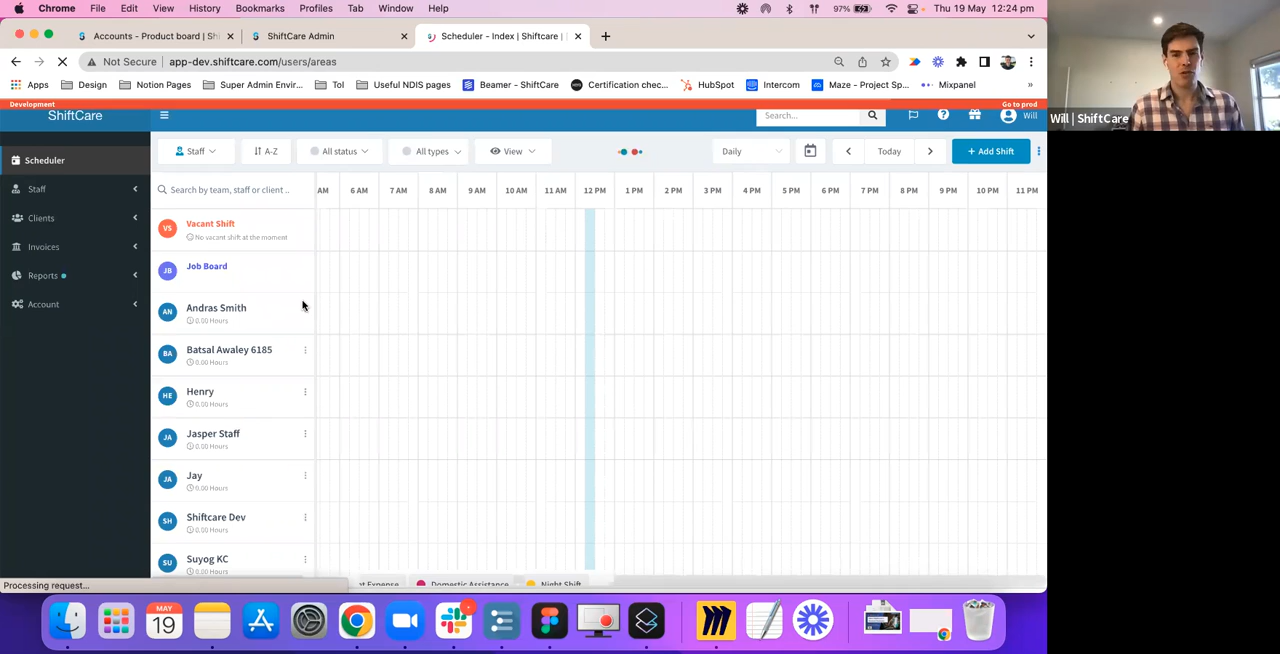 Chrome File Edit View History Bookmarks Profiles Tab Window Help 97% Thu 19 May 12:24 pm
Accounts - Product board | Shi ShiftCare Admin Scheduler - Index | Shiftcare |
Not Secure app-dev.shiftcare.com/users/areas
Apps Design Notion Pages Super Admin Envir... Tol Useful NDIS pages Beamer - ShiftCare Certification chec... HubSpot Intercom Maze - Project Sp... Mixpanel »
Development Go to prod
ShiftCare Search... Will
Will | ShiftCare
Staff A-Z All status All types View Daily Today + Add Shift
Scheduler
Staff
Clients
Invoices
Reports
Account
Search by team, staff or client .. AM 6 AM 7 AM 8 AM 9 AM 10 AM 11 AM 12 PM 1 PM 2 PM 3 PM 4 PM 5 PM 6 PM 7 PM 8 PM 9 PM 10 PM 11 PM
VS Vacant Shift
No vacant shift at the moment
JB Job Board
AN Andras Smith
0.00 Hours
BA Batsal Awaley 6185
0.00 Hours
HE Henry
0.00 Hours
JA Jasper Staff
0.00 Hours
JA Jay
0.00 Hours
SH Shiftcare Dev
0.00 Hours
SU Suyog KC
0.00 Hours
Processing request... nt Expense Domestic Assistance Night Shift
MAY
19